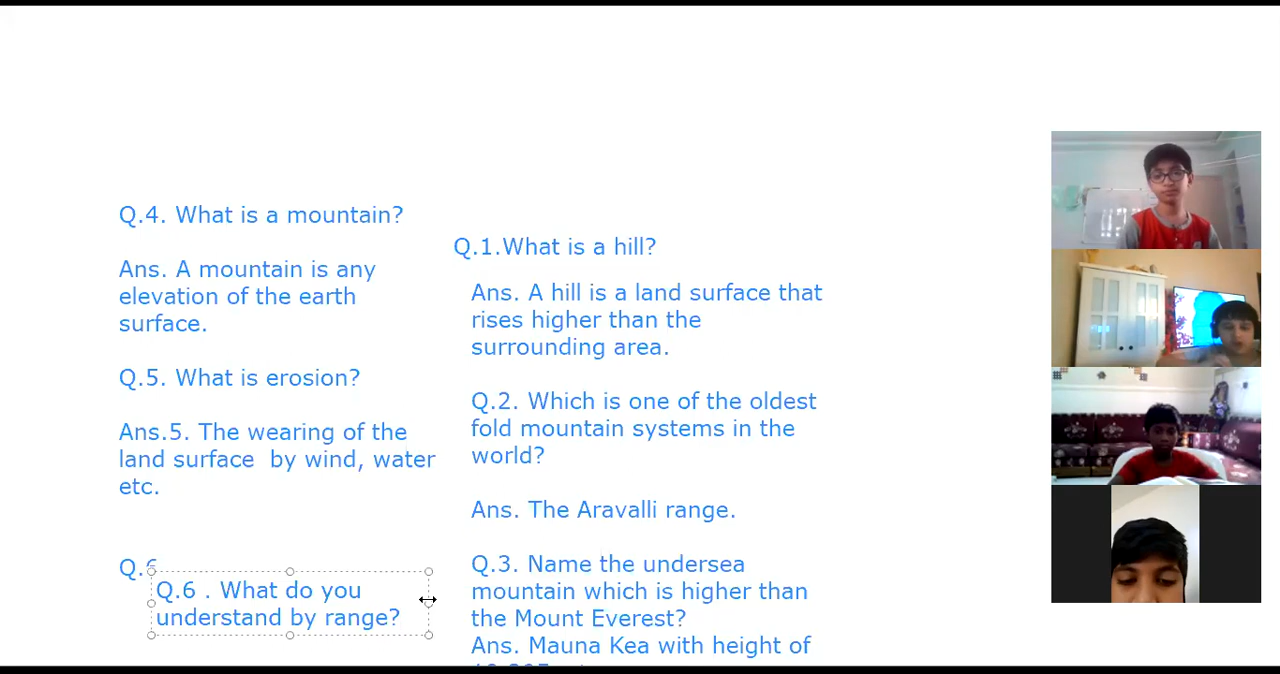 Q.4. What is a mountain?
Ans. A mountain is any
elevation of the earth
surface.
Q.5. What is erosion?
Ans.5. The wearing of the
land surface  by wind, water
etc.
Q.6 . What do you
understand by range?
Q.1.What is a hill?
Ans. A hill is a land surface that
rises higher than the
surrounding area.
Q.2. Which is one of the oldest
fold mountain systems in the
world?
Ans. The Aravalli range.
Q.3. Name the undersea
mountain which is higher than
the Mount Everest?
Ans. Mauna Kea with height of